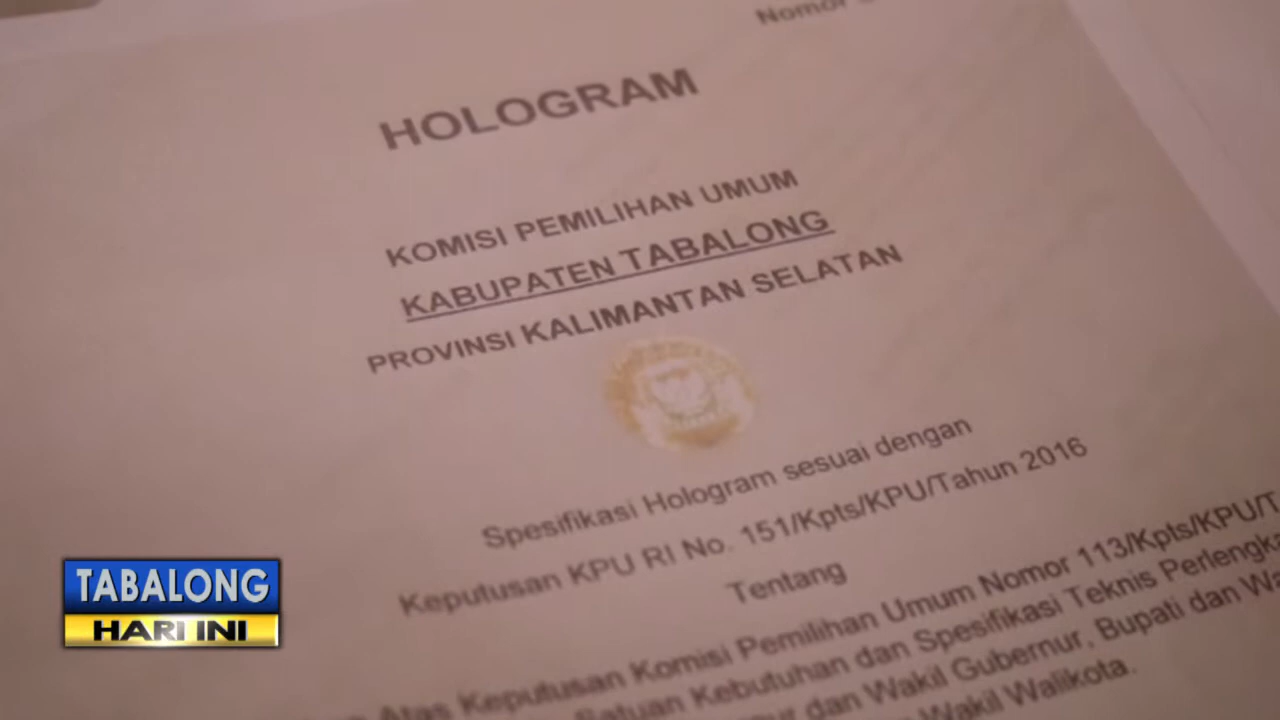 Nomor
HOLOGRAM
KOMISI PEMILIHAN UMUM
KABUPATEN TABALONG
PROVINSI KALIMANTAN SELATAN
Spesifikasi Hologram sesuai dengan
Keputusan KPU RI No. 151/Kpts/KPU/Tahun 2016
Tentang
Atas Keputusan Komisi Pemilihan Umum Nomor 113/Kpts/KPU/T
Satuan Kebutuhan dan Spesifikasi Teknis Perlengka
dan Wakil Gubernur, Bupati dan Wa
Wakil Walikota.
TABALONG
HARI INI